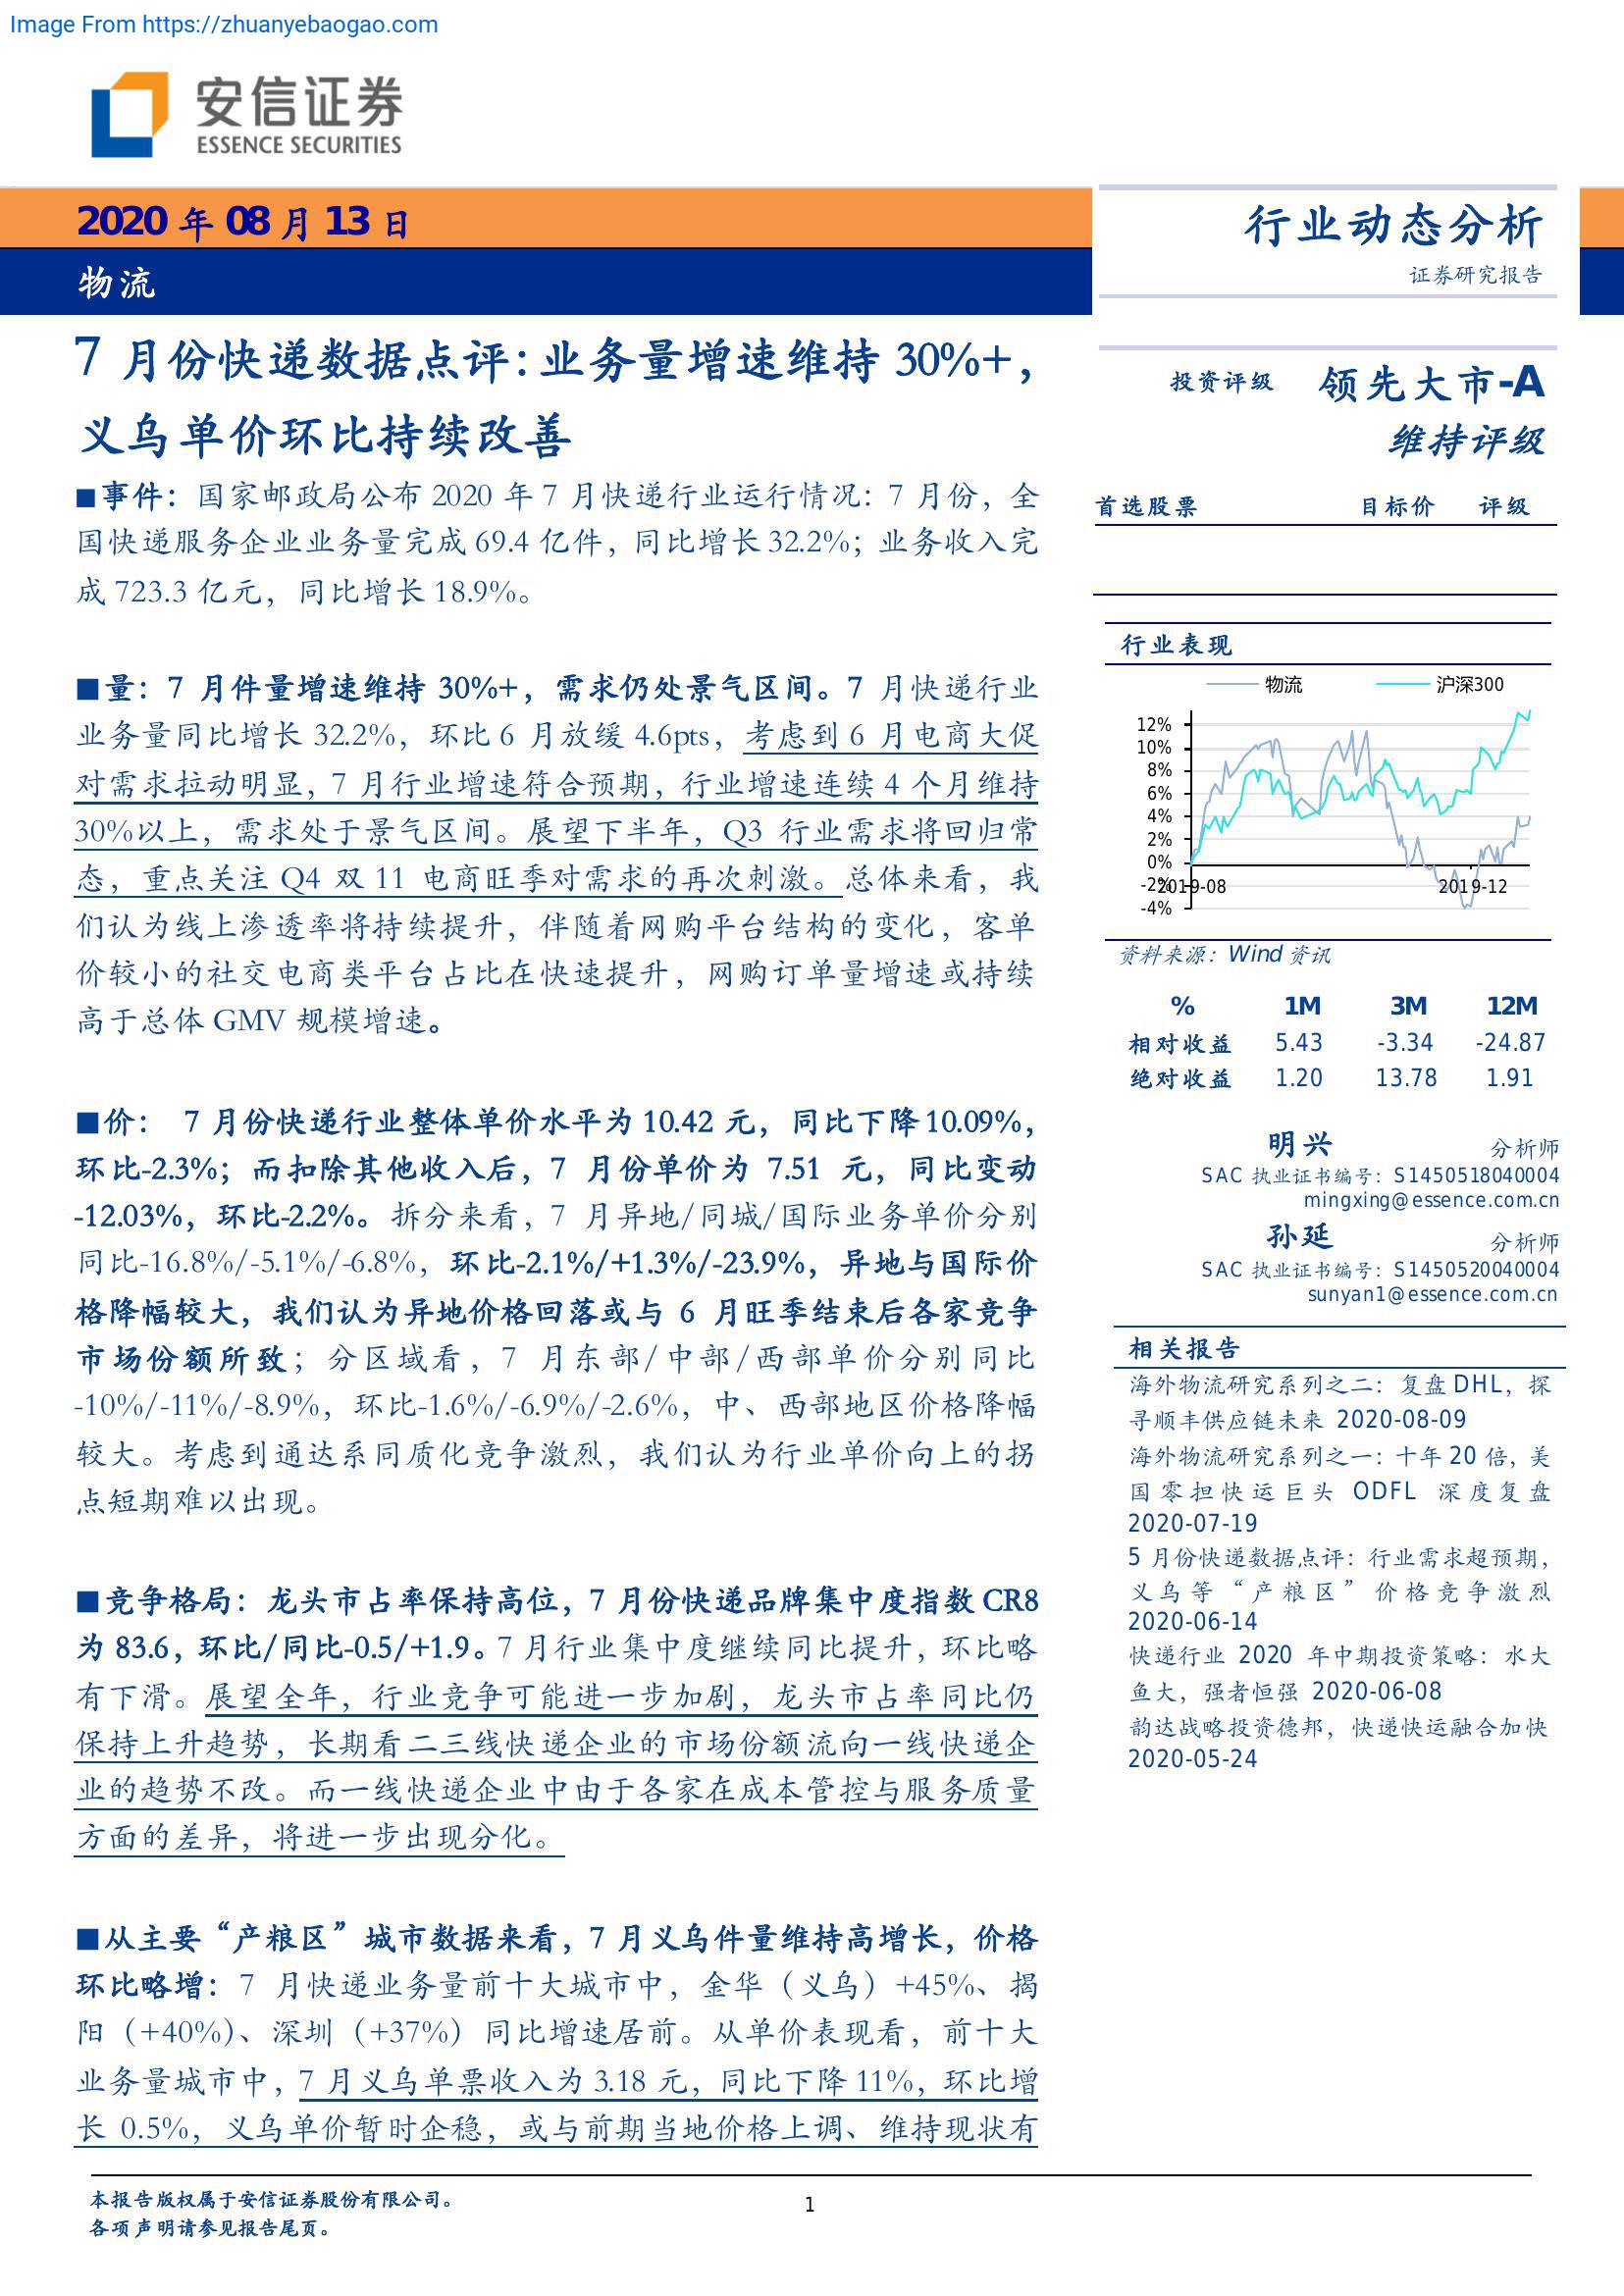 Image From https://zhuanyebaogao.com
安信证券
ESSENCE SECURITIES
2020 年 08 月 13 日
物流
行业动态分析
证券研究报告
7 月份快递数据点评：业务量增速维持 30%+，
义乌单价环比持续改善
■事件：国家邮政局公布 2020 年 7 月快递行业运行情况：7 月份，全
国快递服务企业业务量完成 69.4 亿件，同比增长 32.2%；业务收入完
成 723.3 亿元，同比增长 18.9%。
■量：7 月件量增速维持 30%+，需求仍处景气区间。7 月快递行业
业务量同比增长 32.2%，环比 6 月放缓 4.6pts，考虑到 6 月电商大促
对需求拉动明显，7 月行业增速符合预期，行业增速连续 4 个月维持
30%以上，需求处于景气区间。展望下半年，Q3 行业需求将回归常
态，重点关注 Q4 双 11 电商旺季对需求的再次刺激。总体来看，我
们认为线上渗透率将持续提升，伴随着网购平台结构的变化，客单
价较小的社交电商类平台占比在快速提升，网购订单量增速或持续
高于总体 GMV 规模增速。
■价： 7 月份快递行业整体单价水平为 10.42 元，同比下降 10.09%，
环比-2.3%；而扣除其他收入后，7 月份单价为 7.51 元，同比变动
-12.03%，环比-2.2%。拆分来看，7 月异地/同城/国际业务单价分别
同比-16.8%/-5.1%/-6.8%，环比-2.1%/+1.3%/-23.9%，异地与国际价
格降幅较大，我们认为异地价格回落或与 6 月旺季结束后各家竞争
市场份额所致；分区域看，7 月东部/中部/西部单价分别同比
-10%/-11%/-8.9%，环比-1.6%/-6.9%/-2.6%，中、西部地区价格降幅
较大。考虑到通达系同质化竞争激烈，我们认为行业单价向上的拐
点短期难以出现。
■竞争格局：龙头市占率保持高位，7 月份快递品牌集中度指数 CR8
为 83.6，环比/同比-0.5/+1.9。7 月行业集中度继续同比提升，环比略
有下滑。展望全年，行业竞争可能进一步加剧，龙头市占率同比仍
保持上升趋势，长期看二三线快递企业的市场份额流向一线快递企
业的趋势不改。而一线快递企业中由于各家在成本管控与服务质量
方面的差异，将进一步出现分化。
■从主要“产粮区”城市数据来看，7 月义乌件量维持高增长，价格
环比略增：7 月快递业务量前十大城市中，金华（义乌）+45%、揭
阳（+40%）、深圳（+37%）同比增速居前。从单价表现看，前十大
业务量城市中，7 月义乌单票收入为 3.18 元，同比下降 11%，环比增
长 0.5%，义乌单价暂时企稳，或与前期当地价格上调、维持现状有
投资评级 领先大市-A
维持评级
首选股票 目标价 评级
行业表现
物流 沪深300
12%
10%
8%
6%
4%
2%
0%
-2%
-4%
2019-08 2019-12
资料来源：Wind 资讯
% 1M 3M 12M
相对收益 5.43 -3.34 -24.87
绝对收益 1.20 13.78 1.91
明兴 分析师
SAC 执业证书编号：S1450518040004
mingxing@essence.com.cn
孙延 分析师
SAC 执业证书编号：S1450520040004
sunyan1@essence.com.cn
相关报告
海外物流研究系列之二：复盘 DHL，探
寻顺丰供应链未来 2020-08-09
海外物流研究系列之一：十年 20 倍，美
国零担快运巨头 ODFL 深度复盘
2020-07-19
5 月份快递数据点评：行业需求超预期，
义乌等“产粮区”价格竞争激烈
2020-06-14
快递行业 2020 年中期投资策略：水大
鱼大，强者恒强 2020-06-08
韵达战略投资德邦，快递快运融合加快
2020-05-24
本报告版权属于安信证券股份有限公司。
各项声明请参见报告尾页。
1